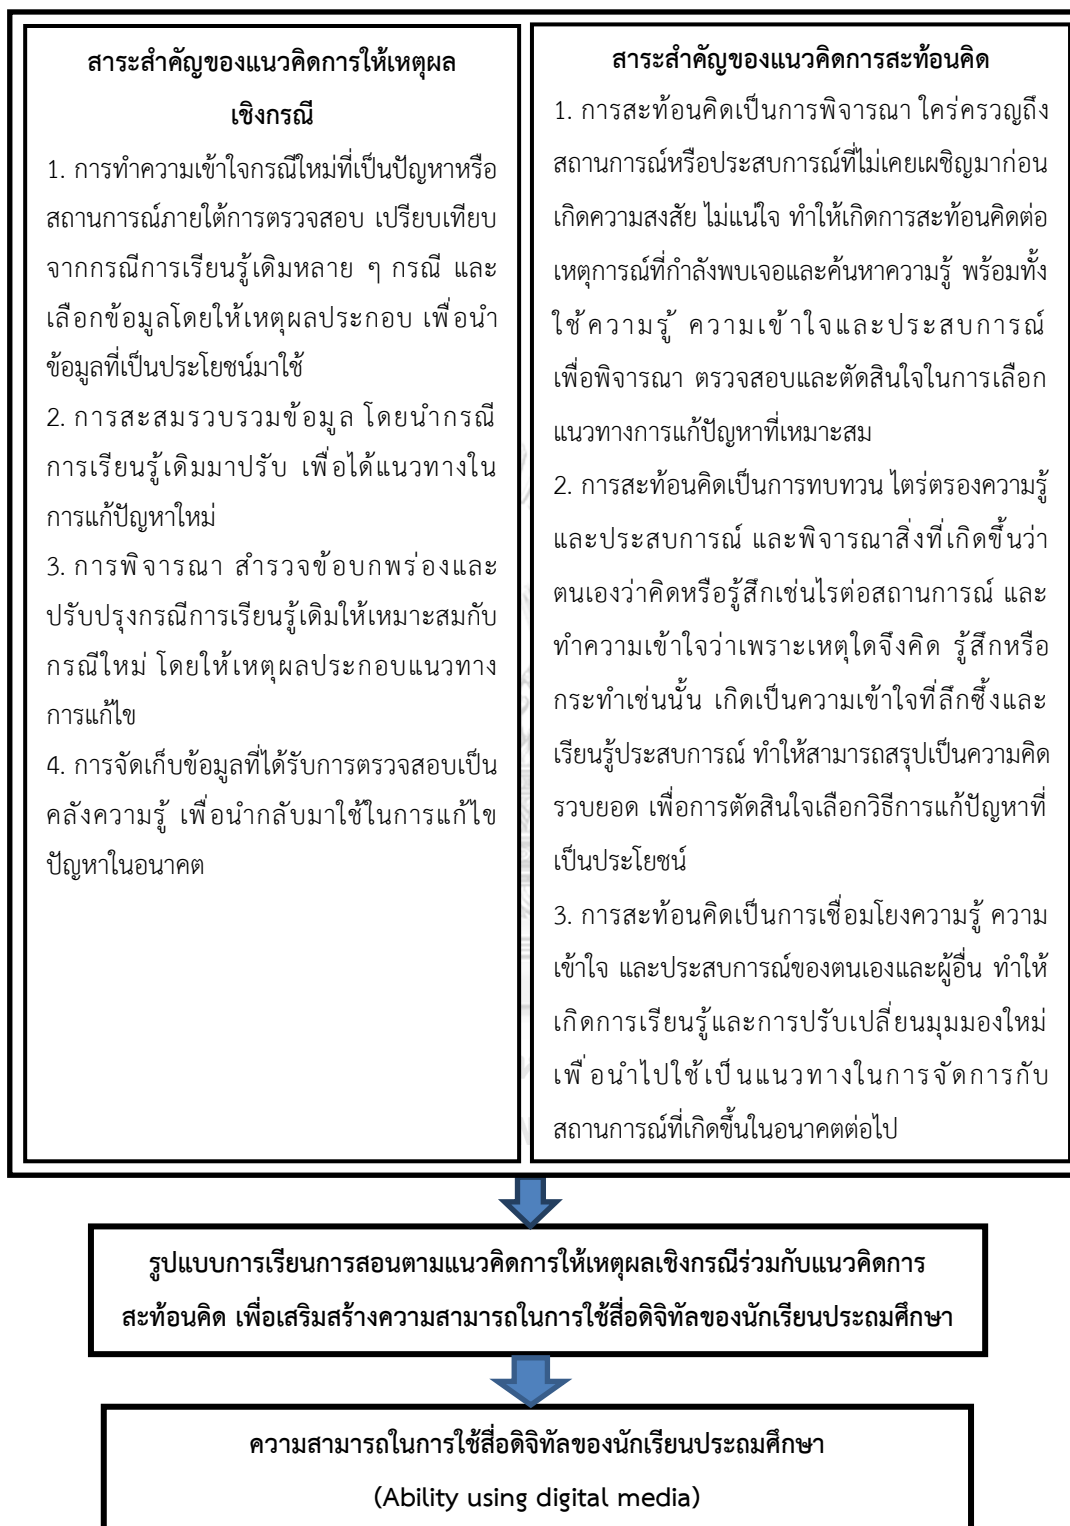 สาระสำคัญของแนวคิดการให้เหตุผล
เชิงกรณี
1. การทำความเข้าใจกรณีใหม่ที่เป็นปัญหาหรือ
สถานการณ์ภายใต้การตรวจสอบ เปรียบเทียบ
จากกรณีการเรียนรู้เดิมหลาย ๆ กรณี และ
เลือกข้อมูลโดยให้เหตุผลประกอบ เพื่อนำ
ข้อมูลที่เป็นประโยชน์มาใช้
2. การสะสมรวบรวมข้อมูล โดยนำกรณี
การเรียนรู้เดิมมาปรับ เพื่อได้แนวทางใน
การแก้ปัญหาใหม่
3. การพิจารณา สำรวจข้อบกพร่องและ
ปรับปรุงกรณีการเรียนรู้เดิมให้เหมาะสมกับ
กรณีใหม่ โดยให้เหตุผลประกอบแนวทาง
การแก้ไข
4. การจัดเก็บข้อมูลที่ได้รับการตรวจสอบเป็น
คลังความรู้ เพื่อนำกลับมาใช้ในการแก้ไข
ปัญหาในอนาคต
สาระสำคัญของแนวคิดการสะท้อนคิด
1. การสะท้อนคิดเป็นการพิจารณา ใคร่ครวญถึง
สถานการณ์หรือประสบการณ์ที่ไม่เคยเผชิญมาก่อน
เกิดความสงสัย ไม่แน่ใจ ทำให้เกิดการสะท้อนคิดต่อ
เหตุการณ์ที่กำลังพบเจอและค้นหาความรู้ พร้อมทั้ง
ใช้ความรู้ ความเข้าใจและประสบการณ์
เพื่อพิจารณา ตรวจสอบและตัดสินใจในการเลือก
แนวทางการแก้ปัญหาที่เหมาะสม
2. การสะท้อนคิดเป็นการทบทวน ไตร่ตรองความรู้
และประสบการณ์ และพิจารณาสิ่งที่เกิดขึ้นว่า
ตนเองว่าคิดหรือรู้สึกเช่นไรต่อสถานการณ์ และ
ทำความเข้าใจว่าเพราะเหตุใดจึงคิด รู้สึกหรือ
กระทำเช่นนั้น เกิดเป็นความเข้าใจที่ลึกซึ้งและ
เรียนรู้ประสบการณ์ ทำให้สามารถสรุปเป็นความคิด
รวบยอด เพื่อการตัดสินใจเลือกวิธีการแก้ปัญหาที่
เป็นประโยชน์
3. การสะท้อนคิดเป็นการเชื่อมโยงความรู้ ความ
เข้าใจ และประสบการณ์ของตนเองและผู้อื่น ทำให้
เกิดการเรียนรู้และการปรับเปลี่ยนมุมมองใหม่
เพื่อนำไปใช้เป็นแนวทางในการจัดการกับ
สถานการณ์ที่เกิดขึ้นในอนาคตต่อไป
รูปแบบการเรียนการสอนตามแนวคิดการให้เหตุผลเชิงกรณีร่วมกับแนวคิดการ
สะท้อนคิด เพื่อเสริมสร้างความสามารถในการใช้สื่อดิจิทัลของนักเรียนประถมศึกษา
ความสามารถในการใช้สื่อดิจิทัลของนักเรียนประถมศึกษา
(Ability using digital media)